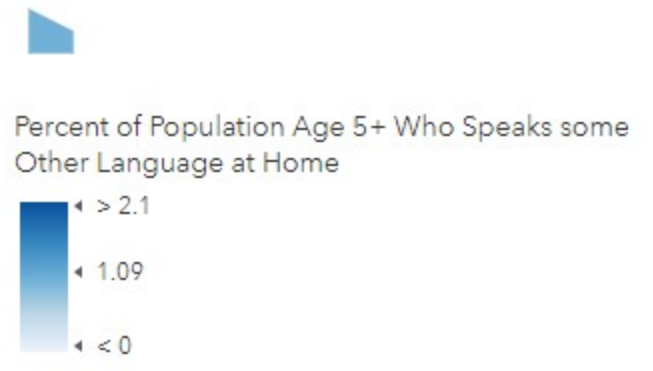 Percent of Population Age 5+ Who Speaks some
Other Language at Home
> 2.1
1.09
< 0